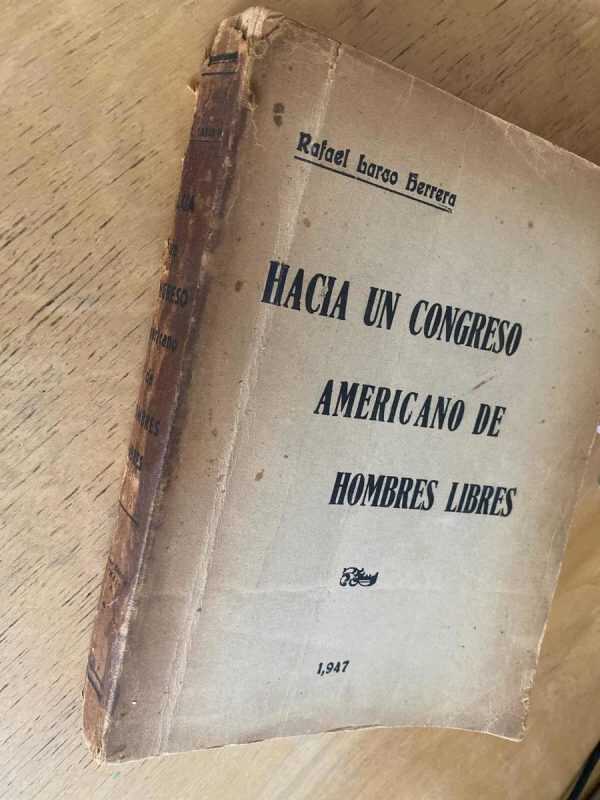 Rafael Larco Herrera
HACIA UN CONGRESO
AMERICANO DE
HOMBRES LIBRES
1,947